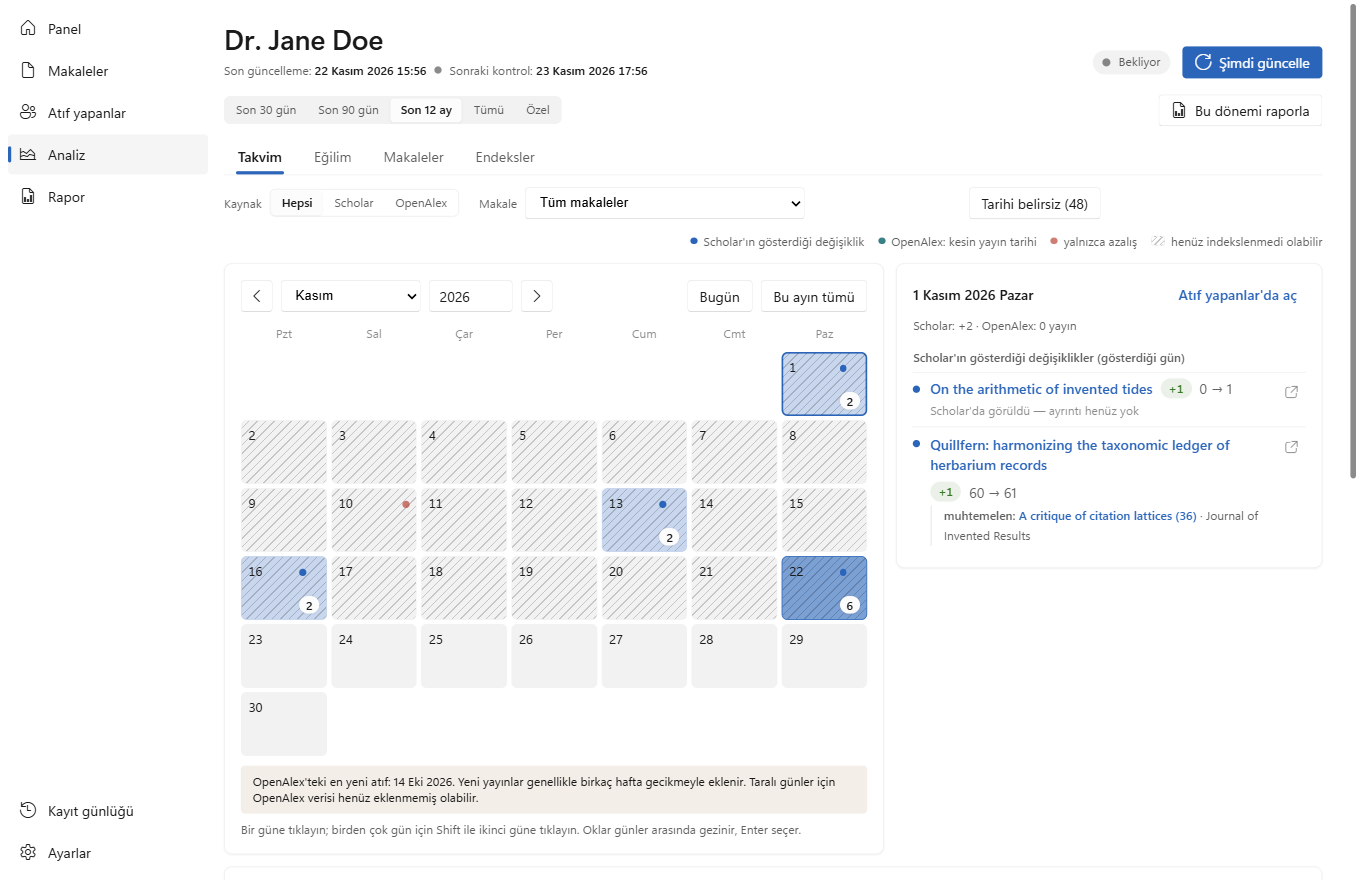 Panel
Makaleler
Atıf yapanlar
Analiz
Rapor
Kayıt günlüğü
Ayarlar
Dr. Jane Doe
Son güncelleme: 22 Kasım 2026 15:56 Sonraki kontrol: 23 Kasım 2026 17:56
Bekliyor
Şimdi güncelle
Son 30 gün Son 90 gün Son 12 ay Tümü Özel
Bu dönemi raporla
Takvim Eğilim Makaleler Endeksler
Kaynak Hepsi Scholar OpenAlex Makale Tüm makaleler Tarihi belirsiz (48)
Scholar'ın gösterdiği değişiklik OpenAlex: kesin yayın tarihi yalnızca azalış henüz indekslenmedi olabilir
Kasım 2026 Bugün Bu ayın tümü
Pzt Sal Çar Per Cum Cmt Paz
1
2
2 3 4 5 6 7 8
9 10 11 12 13 14 15
2
16 17 18 19 20 21 22
2 6
23 24 25 26 27 28 29
30
OpenAlex'teki en yeni atıf: 14 Eki 2026. Yeni yayınlar genellikle birkaç hafta gecikmeyle eklenir. Taralı günler için
OpenAlex verisi henüz eklenmemiş olabilir.
Bir güne tıklayın; birden çok gün için Shift ile ikinci güne tıklayın. Oklar günler arasında gezinir, Enter seçer.
1 Kasım 2026 Pazar Atıf yapanlar'da aç
Scholar: +2 · OpenAlex: 0 yayın
Scholar'ın gösterdiği değişiklikler (gösterdiği gün)
On the arithmetic of invented tides +1 0 → 1
Scholar'da görüldü — ayrıntı henüz yok
Quillfern: harmonizing the taxonomic ledger of
herbarium records
+1 60 → 61
muhtemelen: A critique of citation lattices (36) · Journal of
Invented Results